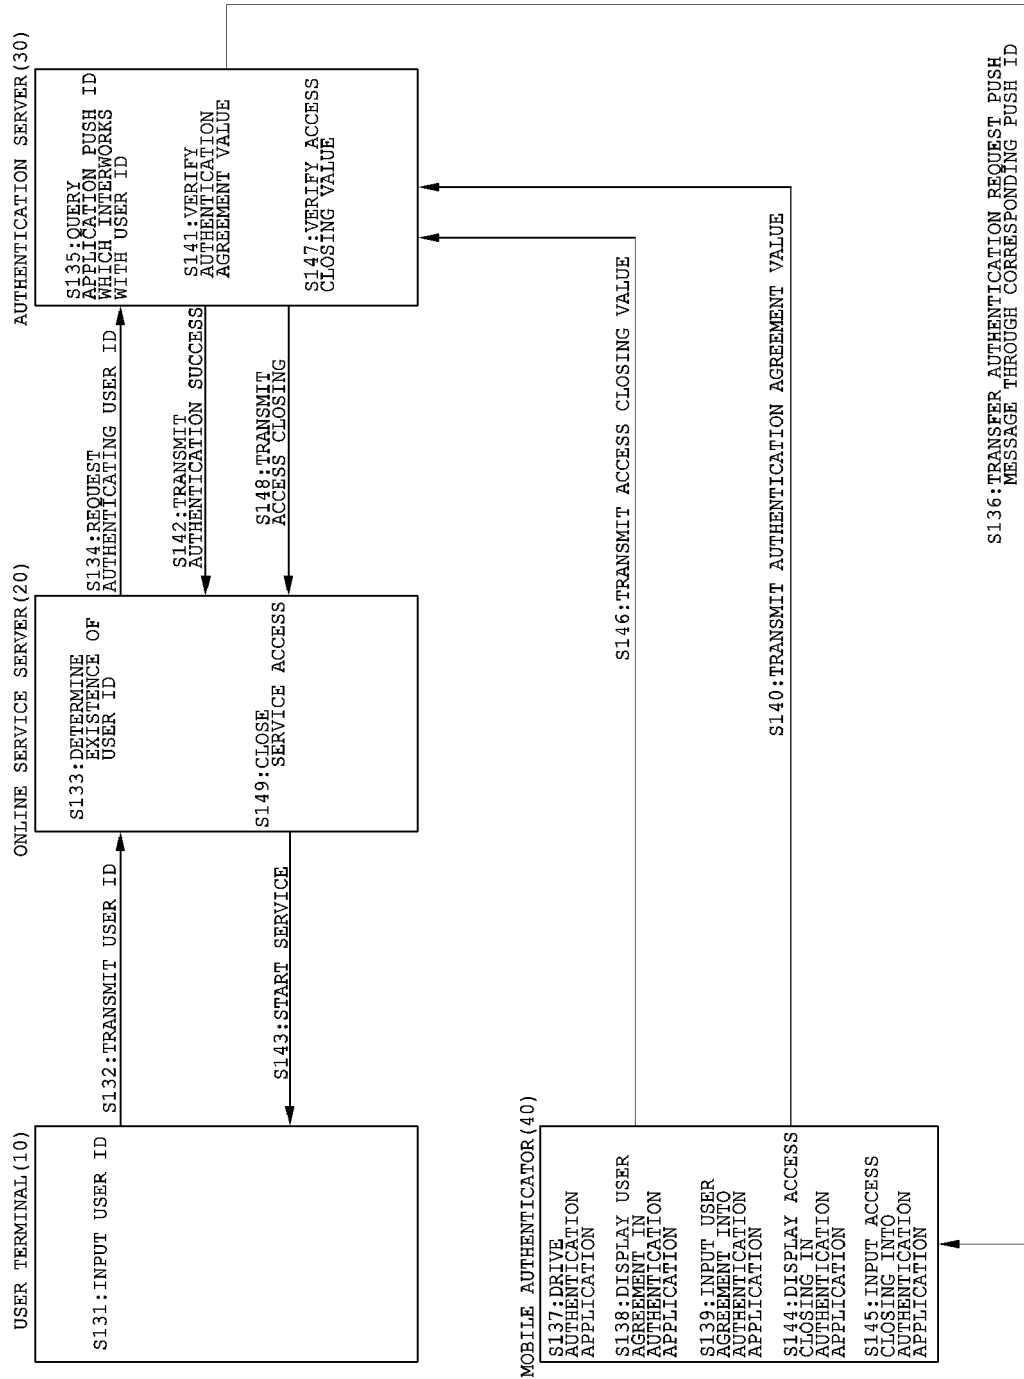 USER TERMINAL(10)
S131:INPUT USER ID
S132:TRANSMIT USER ID
S143:START SERVICE
ONLINE SERVICE SERVER(20)
S133:DETERMINE
EXISTENCE OF
USER ID
S149:CLOSE
SERVICE ACCESS
S134:REQUEST
AUTHENTICATING USER ID
S142:TRANSMIT
AUTHENTICATION SUCCESS
S148:TRANSMIT
ACCESS CLOSING
AUTHENTICATION SERVER(30)
S135:QUERY
APPLICATION PUSH ID
WHICH INTERWORKS
WITH USER ID
S141:VERIFY
AUTHENTICATION
AGREEMENT VALUE
S147:VERIFY ACCESS
CLOSING VALUE
MOBILE AUTHENTICATOR(40)
S137:DRIVE
AUTHENTICATION
APPLICATION
S138:DISPLAY USER
AGREEMENT IN
AUTHENTICATION
APPLICATION
S139:INPUT USER
AGREEMENT INTO
AUTHENTICATION
APPLICATION
S144:DISPLAY ACCESS
CLOSING IN
AUTHENTICATION
APPLICATION
S145:INPUT ACCESS
CLOSING INTO
AUTHENTICATION
APPLICATION
S146:TRANSMIT ACCESS CLOSING VALUE
S140:TRANSMIT AUTHENTICATION AGREEMENT VALUE
S136:TRANSFER AUTHENTICATION REQUEST PUSH
MESSAGE THROUGH CORRESPONDING PUSH ID